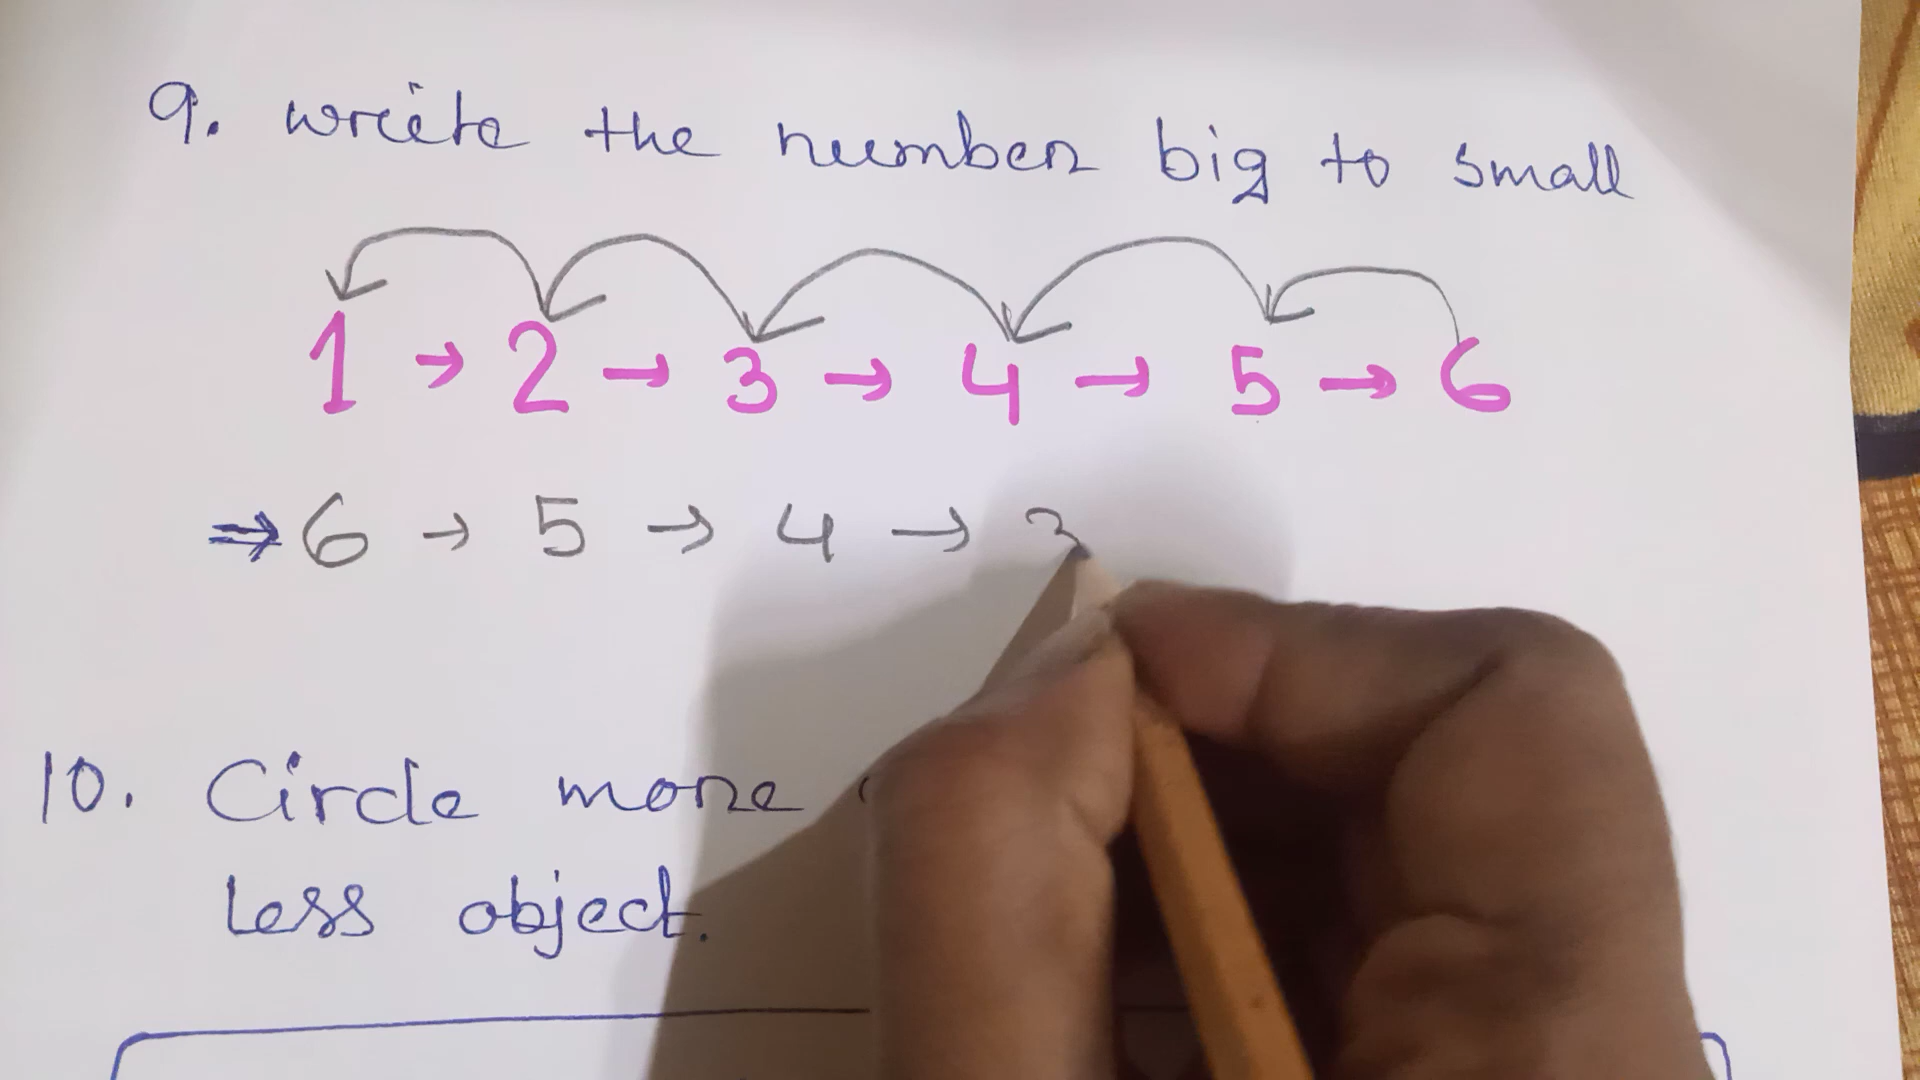 9. write the number big to small
1 → 2 → 3 → 4 → 5 → 6
⇒ 6 → 5 → 4 → 3
10. Circle more
less object.